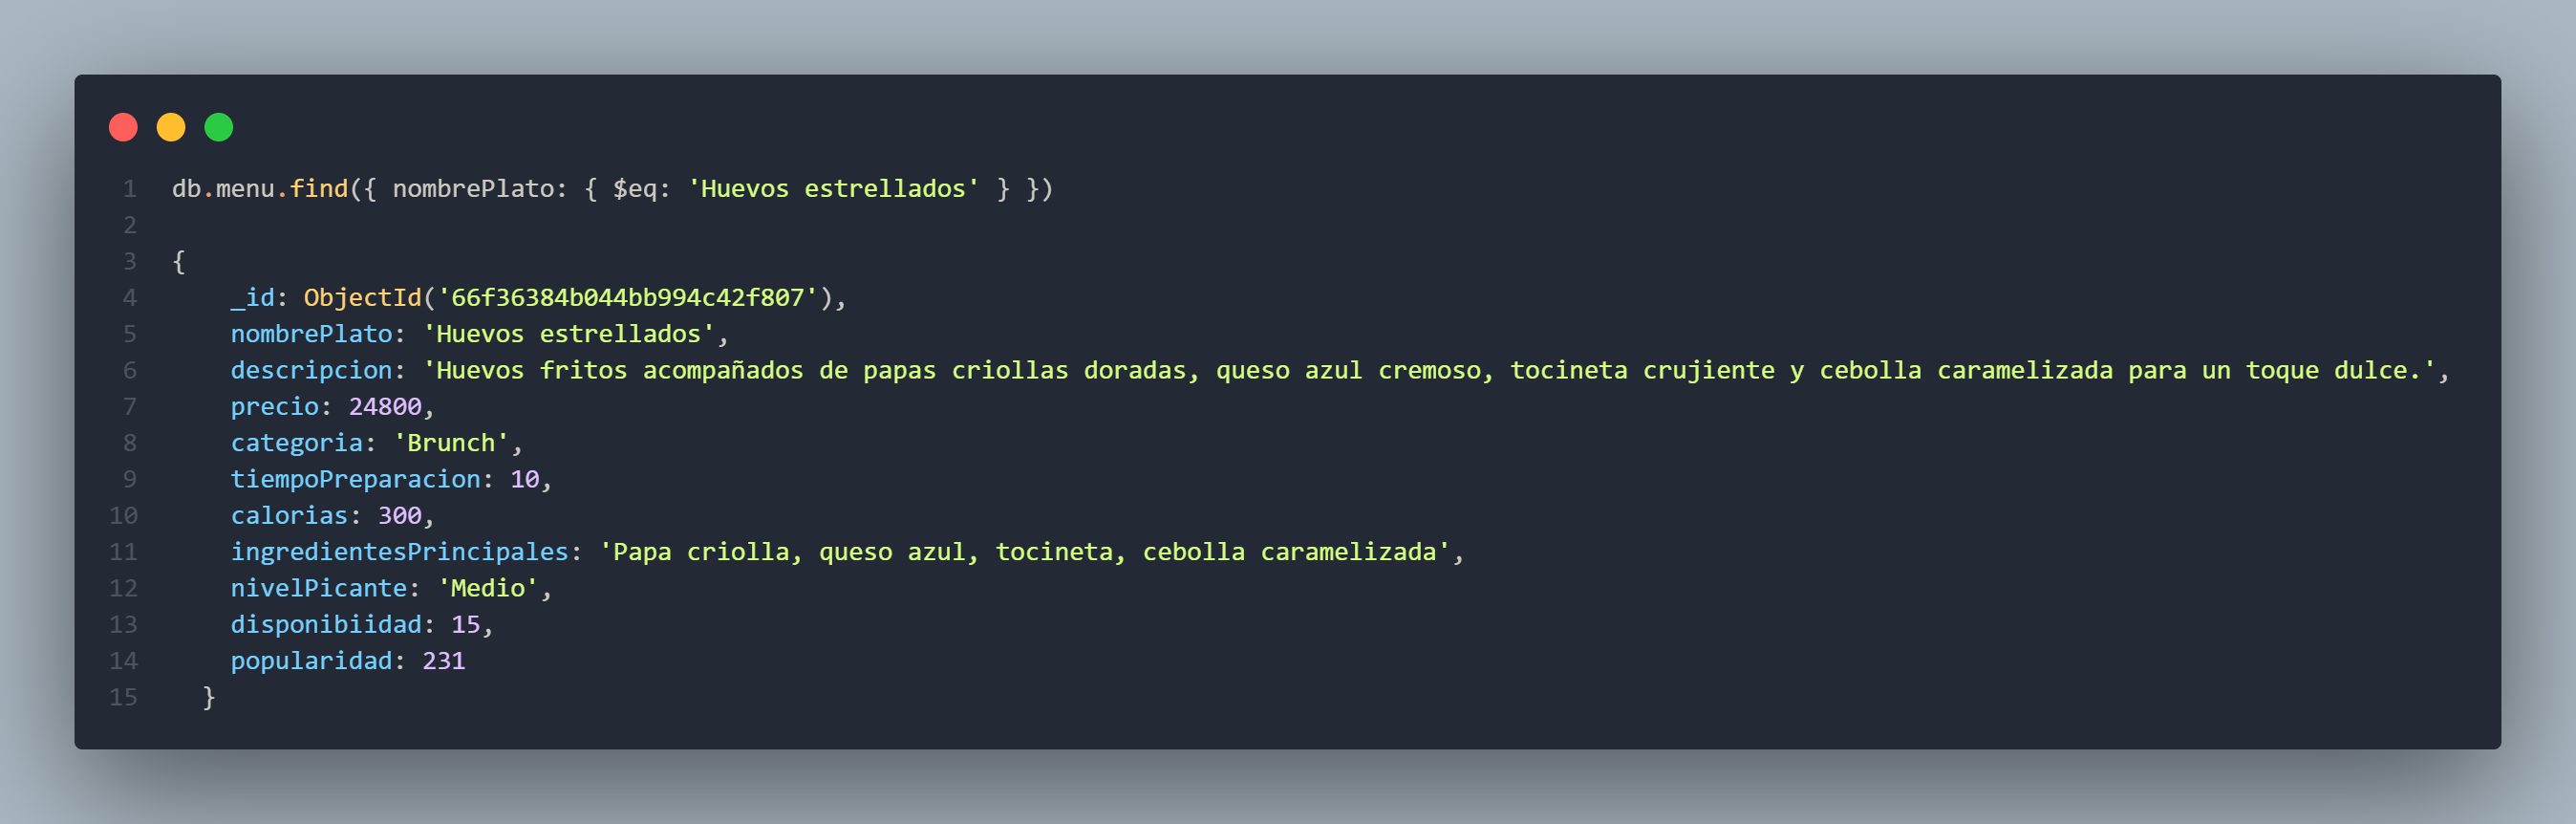 1 db.menu.find({ nombrePlato: { $eq: 'Huevos estrellados' } })
2
3 {
4 _id: ObjectId('66f36384b044bb994c42f807'),
5 nombrePlato: 'Huevos estrellados',
6 descripcion: 'Huevos fritos acompañados de papas criollas doradas, queso azul cremoso, tocineta crujiente y cebolla caramelizada para un toque dulce.',
7 precio: 24800,
8 categoria: 'Brunch',
9 tiempoPreparacion: 10,
10 calorias: 300,
11 ingredientesPrincipales: 'Papa criolla, queso azul, tocineta, cebolla caramelizada',
12 nivelPicante: 'Medio',
13 disponibiidad: 15,
14 popularidad: 231
15 }